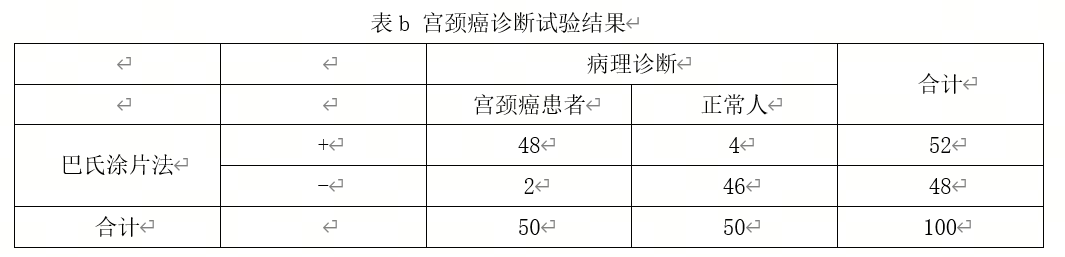 表 b 宫颈癌诊断试验结果
病理诊断 合计
宫颈癌患者 正常人
巴氏涂片法 + 48 4 52
- 2 46 48
合计 50 50 100